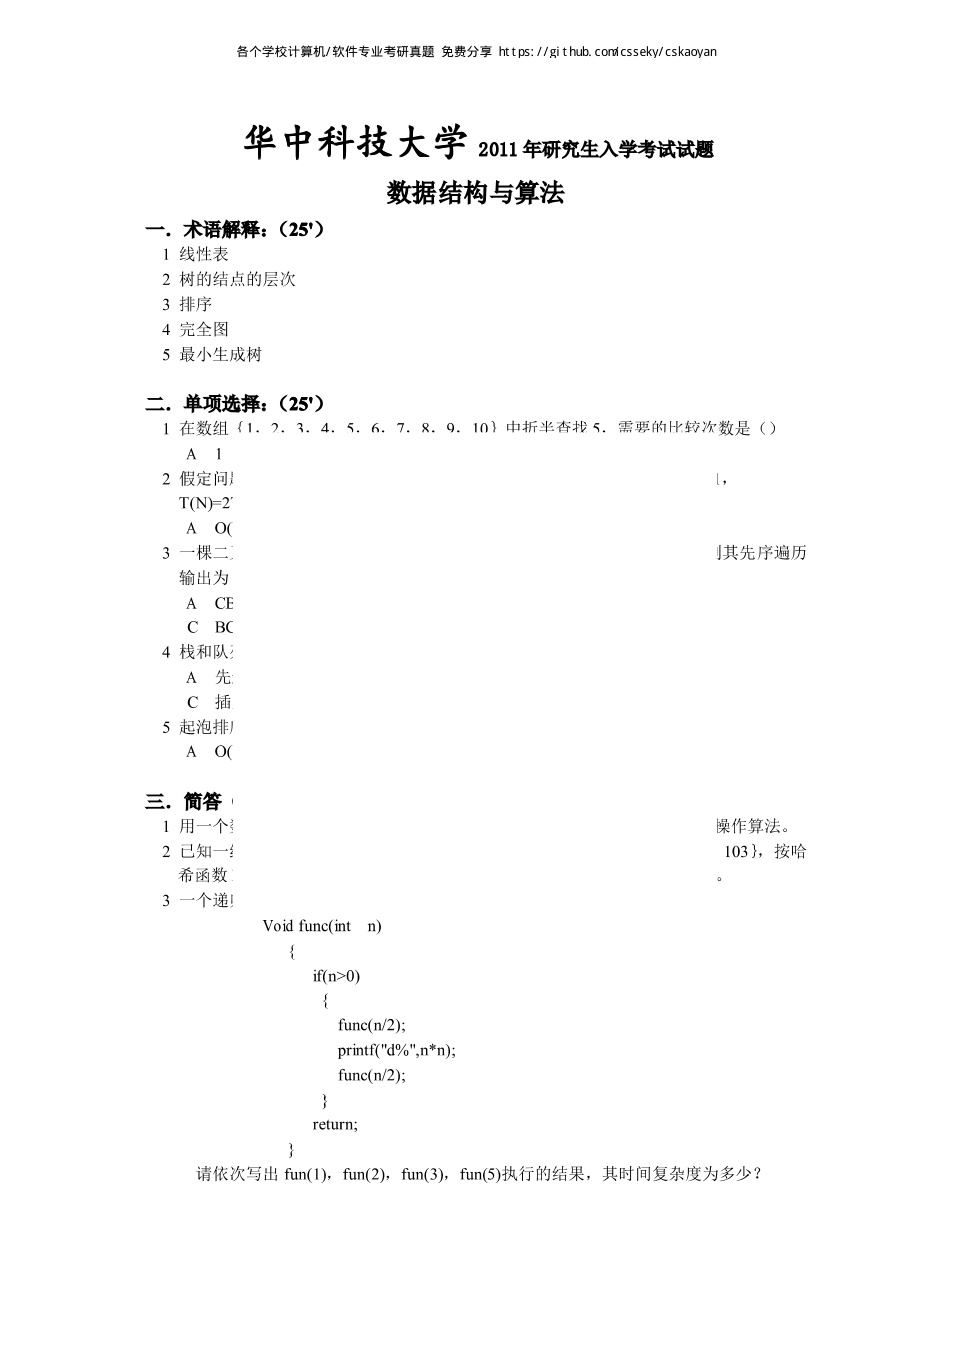 各个学校计算机/软件专业考研真题 免费分享 https://github.com/csseky/cskaoyan
华中科技大学 2011 年研究生入学考试试题
数据结构与算法
一．术语解释：（25'）
1 线性表
2 树的结点的层次
3 排序
4 完全图
5 最小生成树
二．单项选择：（25'）
1 在数组{1，2，3，4，5，6，7，8，9，10}中折半查找 5，需要的比较次数是（）
A 1
2 假定问
T(N)=2
A O(
3 一棵二 其先序遍历
输出为
A C
C B
4 栈和队
A 先
C 插
5 起泡排
A O(
三．简答
1 用一个 操作算法。
2 已知一 103}，按哈
希函数 。
3 一个递
Void func(int n)
{
if(n>0)
{
func(n/2);
printf("d%",n*n);
func(n/2);
}
return;
}
请依次写出 fun(1)，fun(2)，fun(3)，fun(5)执行的结果，其时间复杂度为多少？